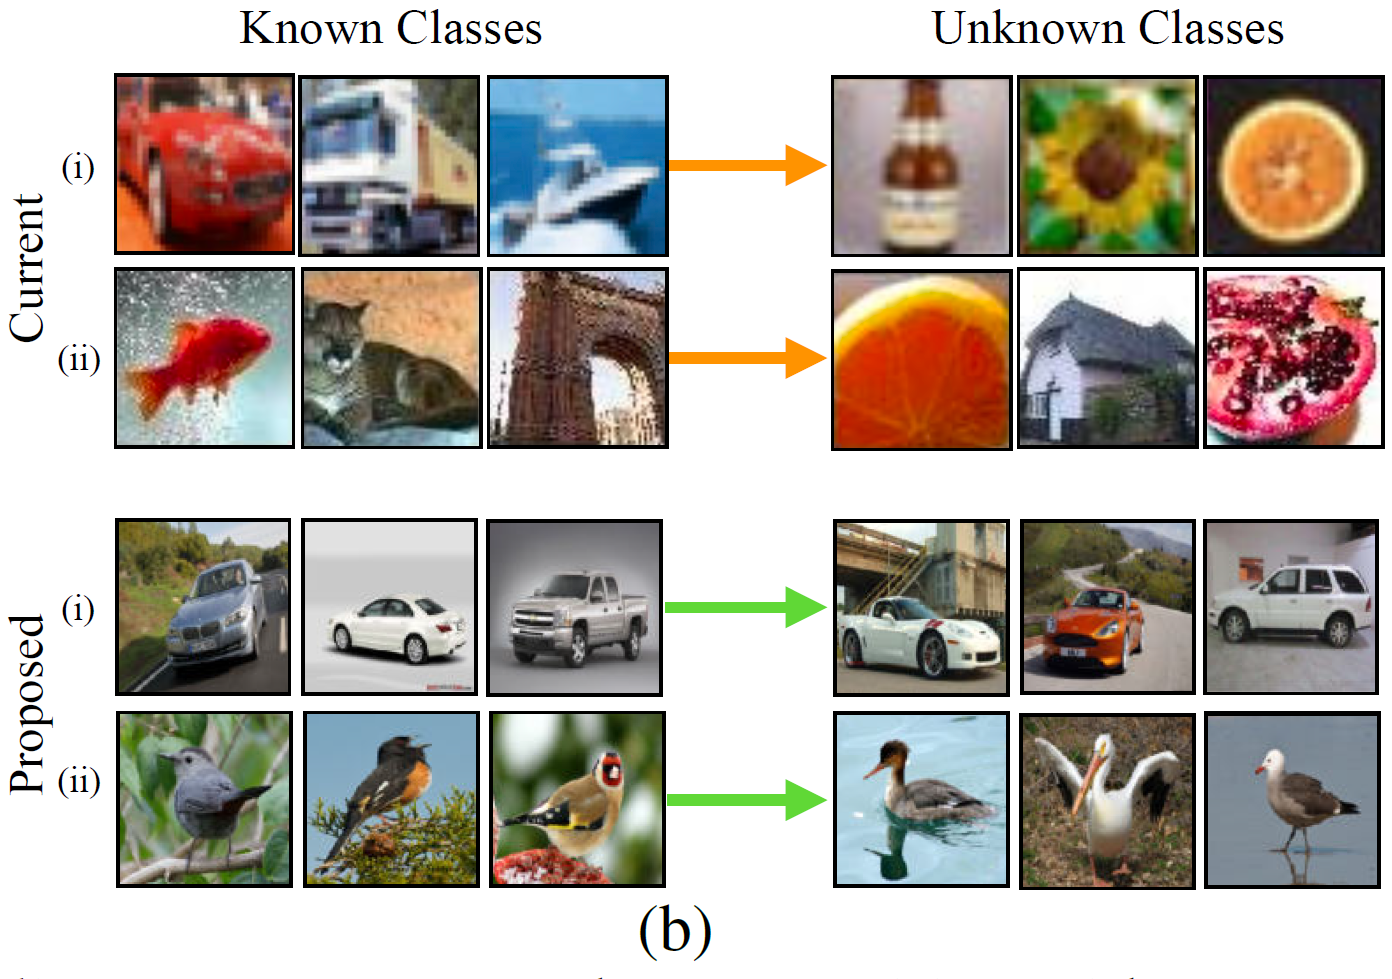 Known Classes
Unknown Classes
Current
(i)
(ii)
Proposed
(i)
(ii)
(b)